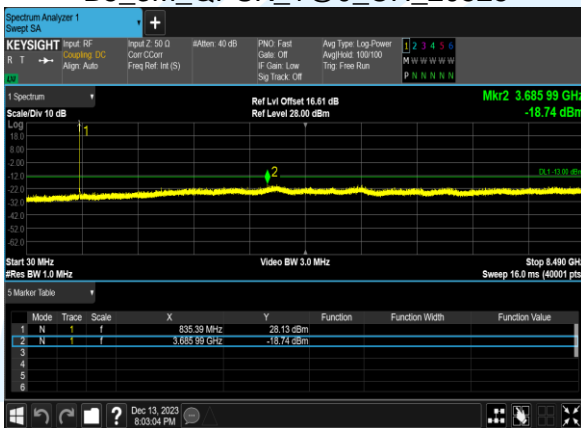 Spectrum Analyzer 1
Swept SA
+
KEYSIGHT
R T
LV
Input: RF
Coupling: DC
Align: Auto
Input Z: 50 Ω
Corr CCorr
Freq Ref: Int (S)
#Atten: 40 dB
PNO: Fast
Gate: Off
IF Gain: Low
Sig Track: Off
Avg Type: Log-Power
Avg|Hold: 100/100
Trig: Free Run
1 2 3 4 5 6
M W W W W W
P N N N N N
1 Spectrum
Scale/Div 10 dB
Ref Lvl Offset 16.61 dB
Ref Level 28.00 dBm
Mkr2 3.685 99 GHz
-18.74 dBm
Log
18.0
8.00
-2.00
-12.0
-22.0
-32.0
-42.0
-52.0
-62.0
1
2
DL1 -13.00 dBm
Start 30 MHz
#Res BW 1.0 MHz
Video BW 3.0 MHz
Stop 8.490 GHz
Sweep 16.0 ms (40001 pts)
5 Marker Table
Mode Trace Scale X Y Function Function Width Function Value
1 N 1 f 835.39 MHz 28.13 dBm
2 N 1 f 3.685 99 GHz -18.74 dBm
3
4
5
6
?
Dec 13, 2023
8:03:04 PM